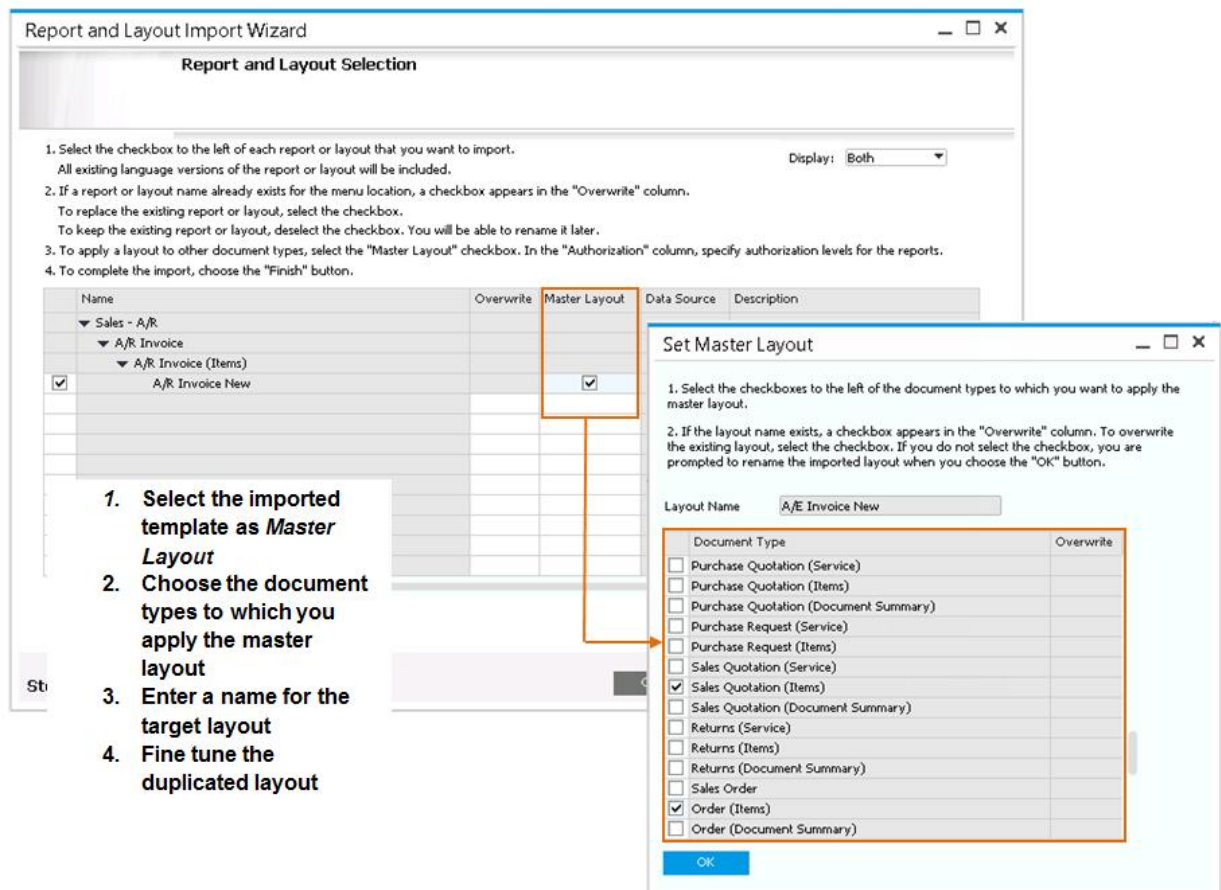 Report and Layout Import Wizard
Report and Layout Selection
1. Select the checkbox to the left of each report or layout that you want to import.
All existing language versions of the report or layout will be included.
Display: Both
2. If a report or layout name already exists for the menu location, a checkbox appears in the "Overwrite" column.
To replace the existing report or layout, select the checkbox.
To keep the existing report or layout, deselect the checkbox. You will be able to rename it later.
3. To apply a layout to other document types, select the "Master Layout" checkbox. In the "Authorization" column, specify authorization levels for the reports.
4. To complete the import, choose the "Finish" button.
Name Overwrite Master Layout Data Source Description
Sales - A/R
A/R Invoice
A/R Invoice (Items)
A/R Invoice New
1. Select the imported
template as Master
Layout
2. Choose the document
types to which you
apply the master
layout
3. Enter a name for the
target layout
4. Fine tune the
duplicated layout
Set Master Layout
1. Select the checkboxes to the left of the document types to which you want to apply the
master layout.
2. If the layout name exists, a checkbox appears in the "Overwrite" column. To overwrite
the existing layout, select the checkbox. If you do not select the checkbox, you are
prompted to rename the imported layout when you choose the "OK" button.
Layout Name A/E Invoice New
Document Type Overwrite
Purchase Quotation (Service)
Purchase Quotation (Items)
Purchase Quotation (Document Summary)
Purchase Request (Service)
Purchase Request (Items)
Sales Quotation (Service)
Sales Quotation (Items)
Sales Quotation (Document Summary)
Returns (Service)
Returns (Items)
Returns (Document Summary)
Sales Order
Order (Items)
Order (Document Summary)
OK